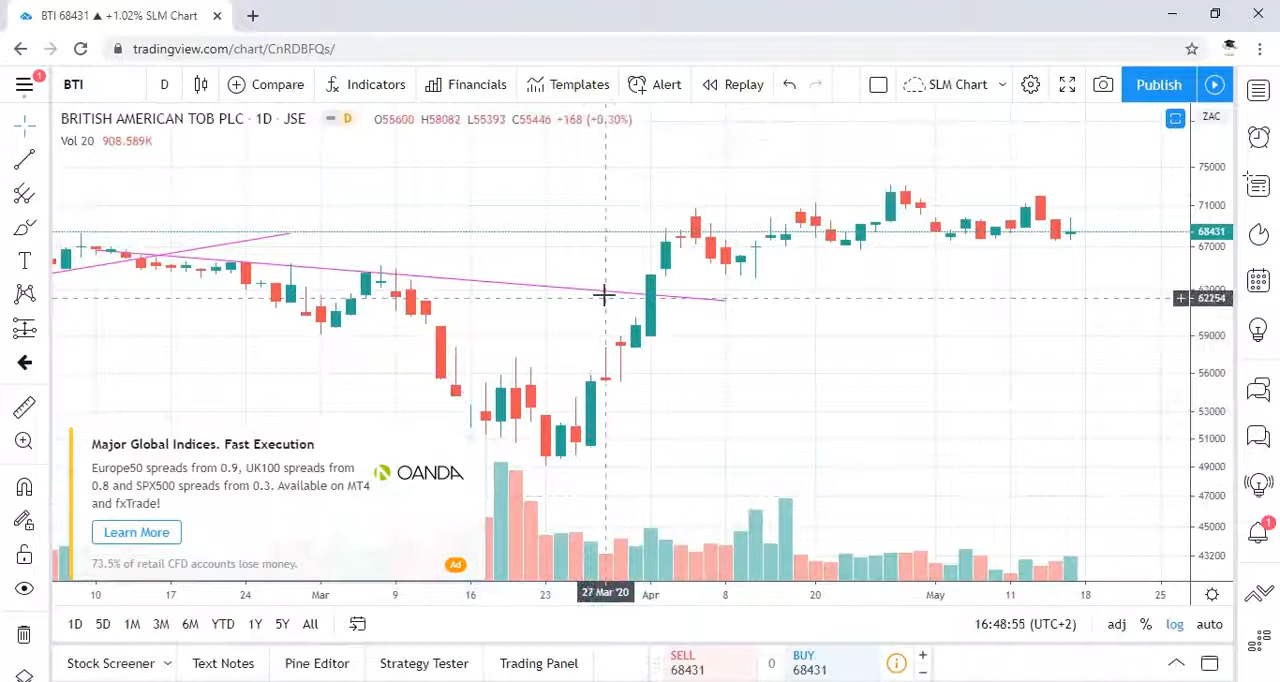 BTI 68431 ▲ +1.02% SLM Chart
tradingview.com/chart/CnRDBFQs/
1
BTI D Compare Indicators Financials Templates Alert Replay SLM Chart Publish
BRITISH AMERICAN TOB PLC · 1D · JSE D O55600 H58082 L55393 C55446 +168 (+0.30%)
ZAC
Vol 20 908.589K
75000
71000
68431
67000
63000
62254
59000
56000
53000
51000
49000
47000
45000
43200
Major Global Indices. Fast Execution
Europe50 spreads from 0.9, UK100 spreads from
0.8 and SPX500 spreads from 0.3. Available on MT4
and fxTrade!
OANDA
Learn More
73.5% of retail CFD accounts lose money.
Ad
1
10 17 24 Mar 9 16 23 27 Mar '20 Apr 8 20 May 11 18 25
1D 5D 1M 3M 6M YTD 1Y 5Y All
16:48:55 (UTC+2) adj % log auto
Stock Screener Text Notes Pine Editor Strategy Tester Trading Panel
SELL
68431
0
BUY
68431